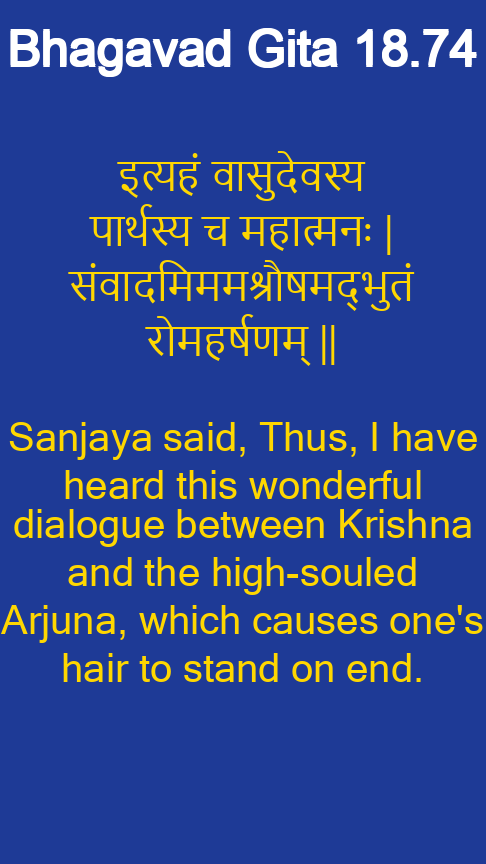 Bhagavad Gita 18.74
इत्यहं वासुदेवस्य
पार्थस्य च महात्मनः |
संवादमिममश्रौषमद्भुतं
रोमहर्षणम् ||
Sanjaya said, Thus, I have
heard this wonderful
dialogue between Krishna
and the high-souled
Arjuna, which causes one's
hair to stand on end.